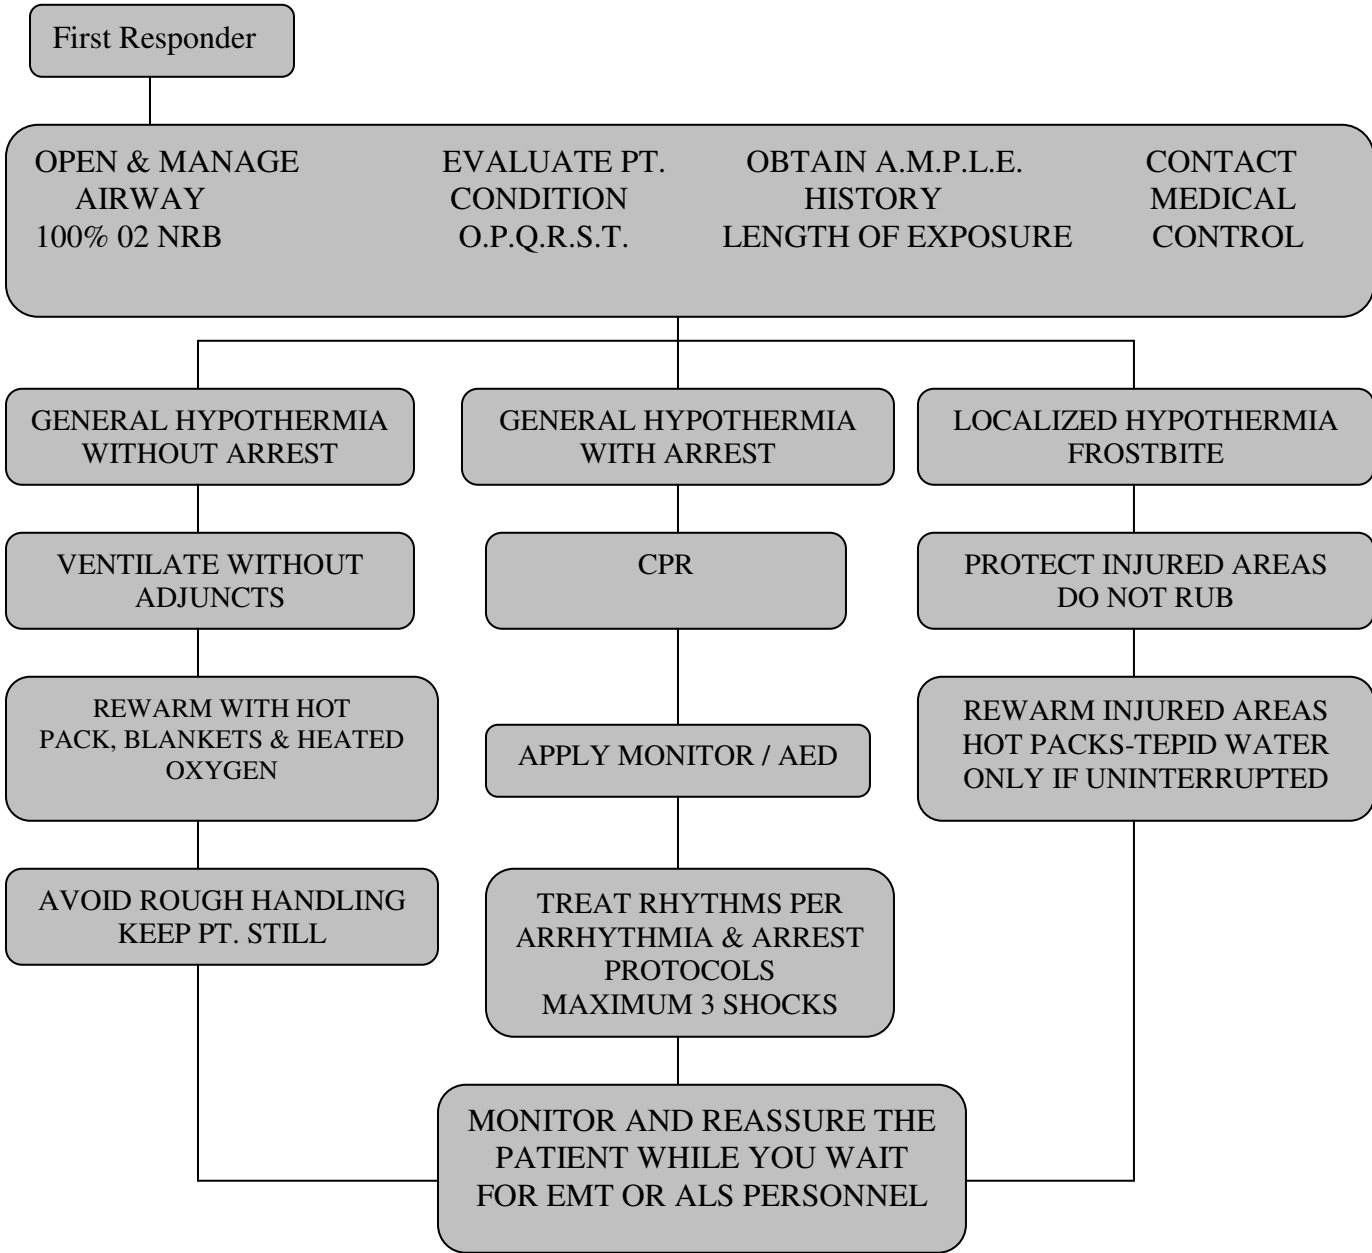 First Responder
OPEN & MANAGE
AIRWAY
100% 02 NRB
EVALUATE PT.
CONDITION
O.P.Q.R.S.T.
OBTAIN A.M.P.L.E.
HISTORY
LENGTH OF EXPOSURE
CONTACT
MEDICAL
CONTROL
GENERAL HYPOTHERMIA
WITHOUT ARREST
VENTILATE WITHOUT
ADJUNCTS
REWARM WITH HOT
PACK, BLANKETS & HEATED
OXYGEN
AVOID ROUGH HANDLING
KEEP PT. STILL
GENERAL HYPOTHERMIA
WITH ARREST
CPR
APPLY MONITOR / AED
TREAT RHYTHMS PER
ARRHYTHMIA & ARREST
PROTOCOLS
MAXIMUM 3 SHOCKS
LOCALIZED HYPOTHERMIA
FROSTBITE
PROTECT INJURED AREAS
DO NOT RUB
REWARM INJURED AREAS
HOT PACKS-TEPID WATER
ONLY IF UNINTERRUPTED
MONITOR AND REASSURE THE
PATIENT WHILE YOU WAIT
FOR EMT OR ALS PERSONNEL